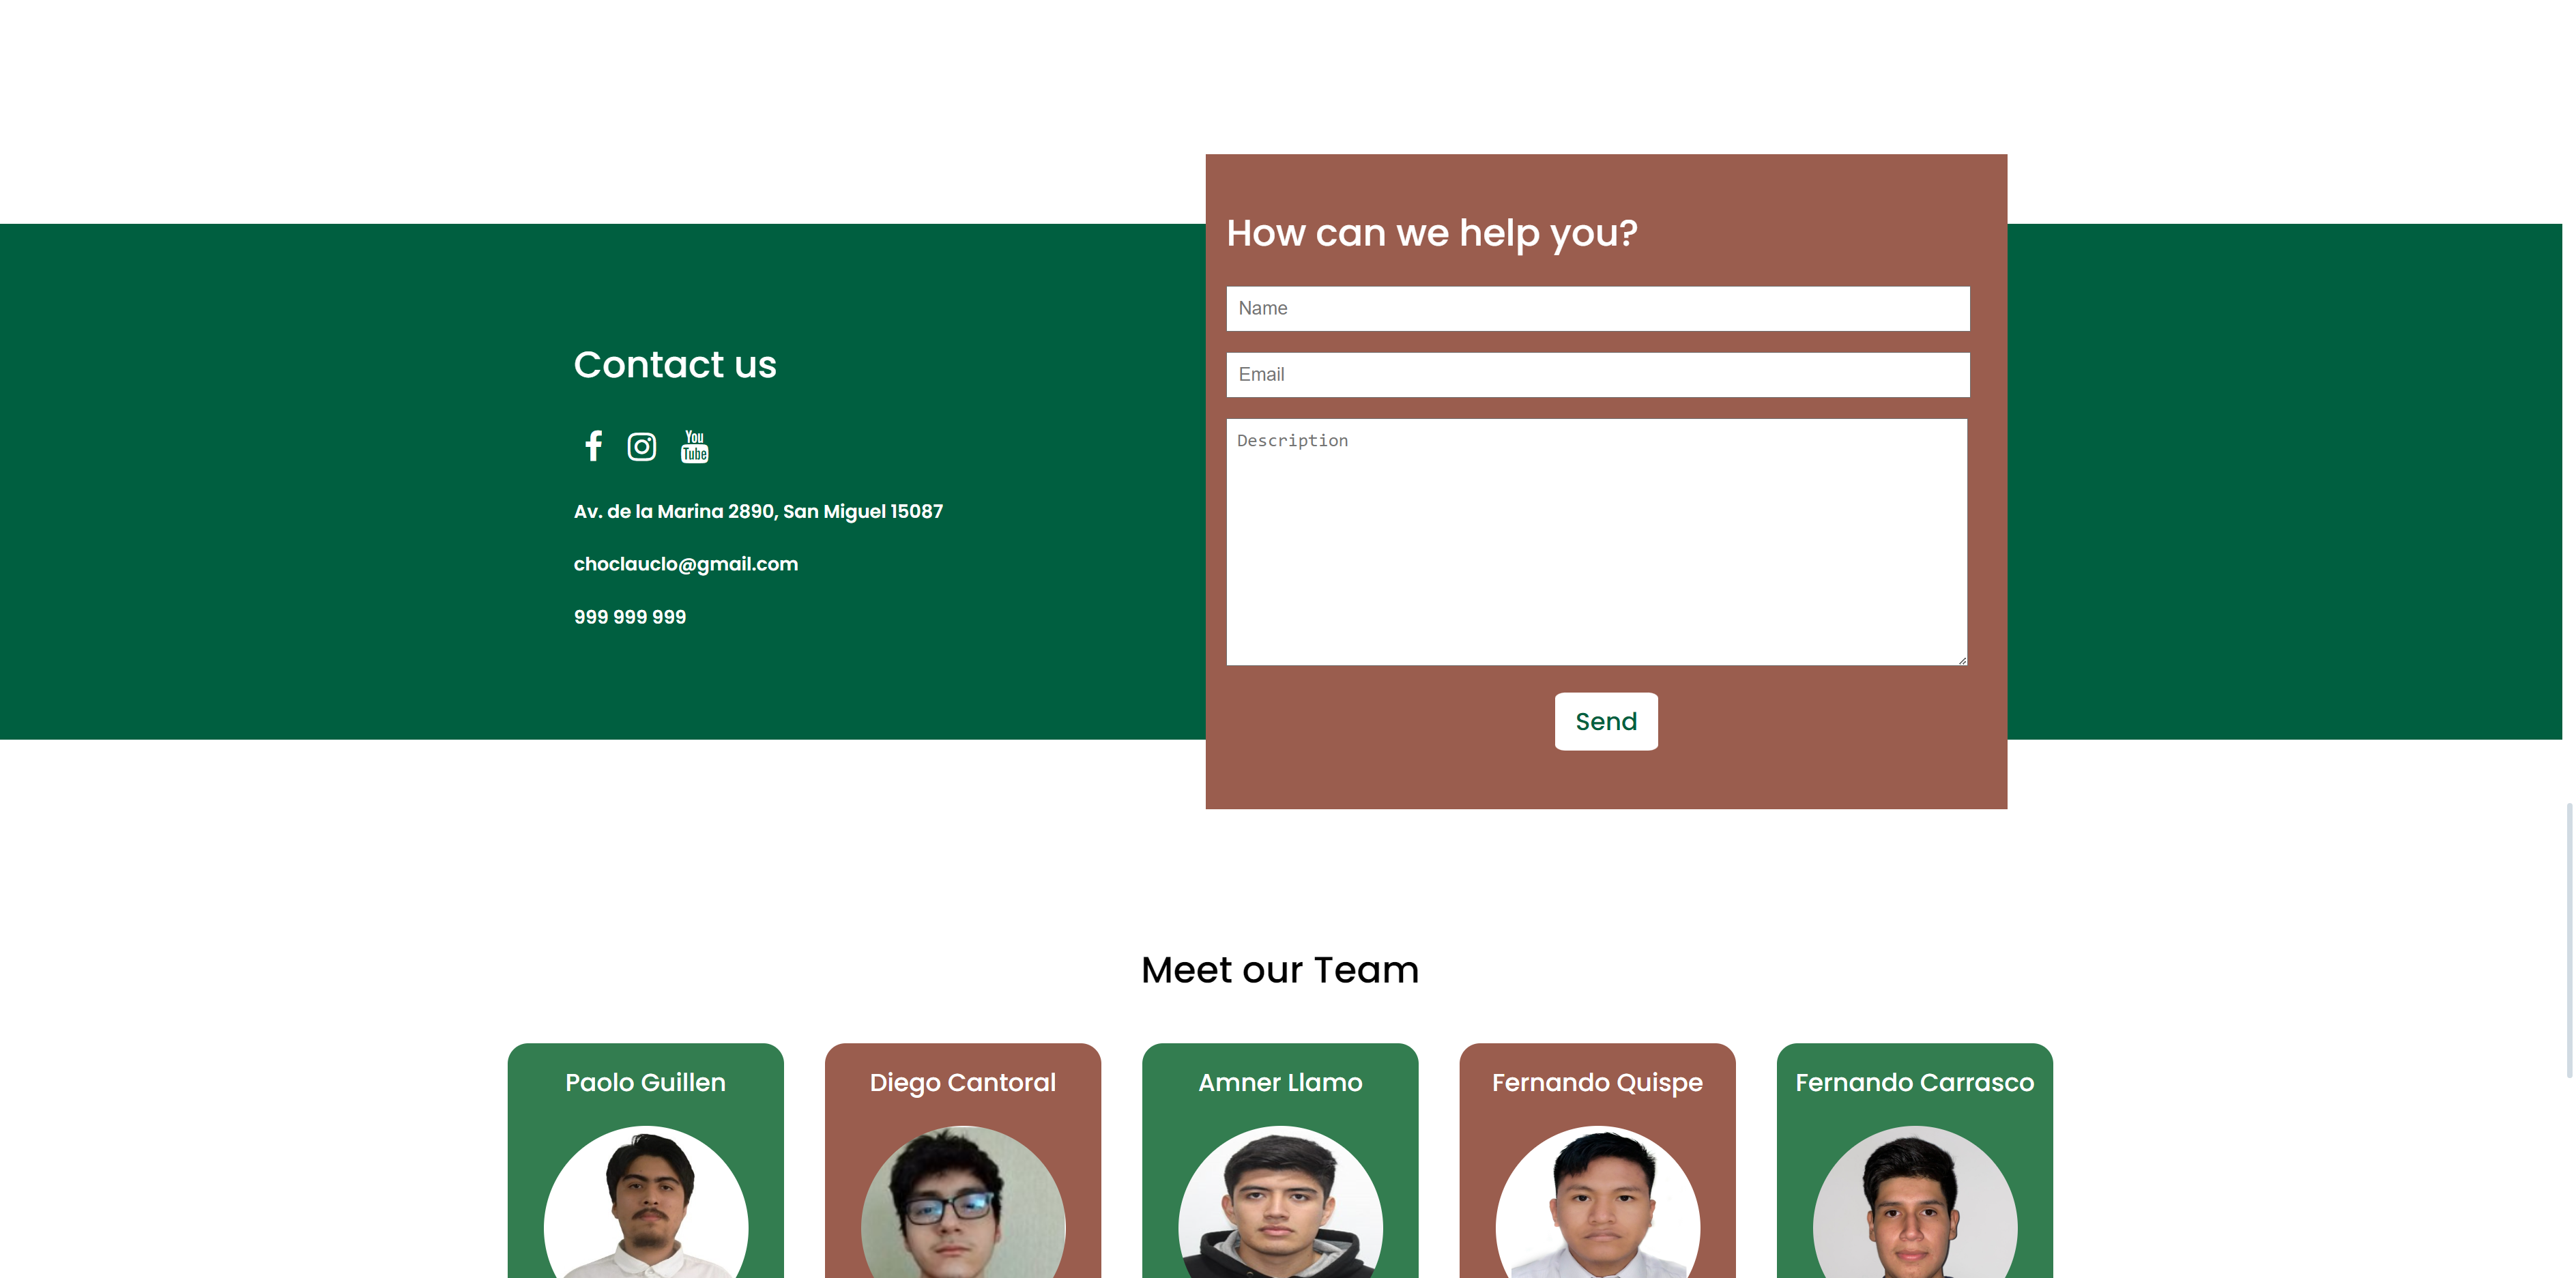 How can we help you?
Name
Email
Description
Send
Contact us
You
Tube
Av. de la Marina 2890, San Miguel 15087
choclauclo@gmail.com
999 999 999
Meet our Team
Paolo Guillen
Diego Cantoral
Amner Llamo
Fernando Quispe
Fernando Carrasco